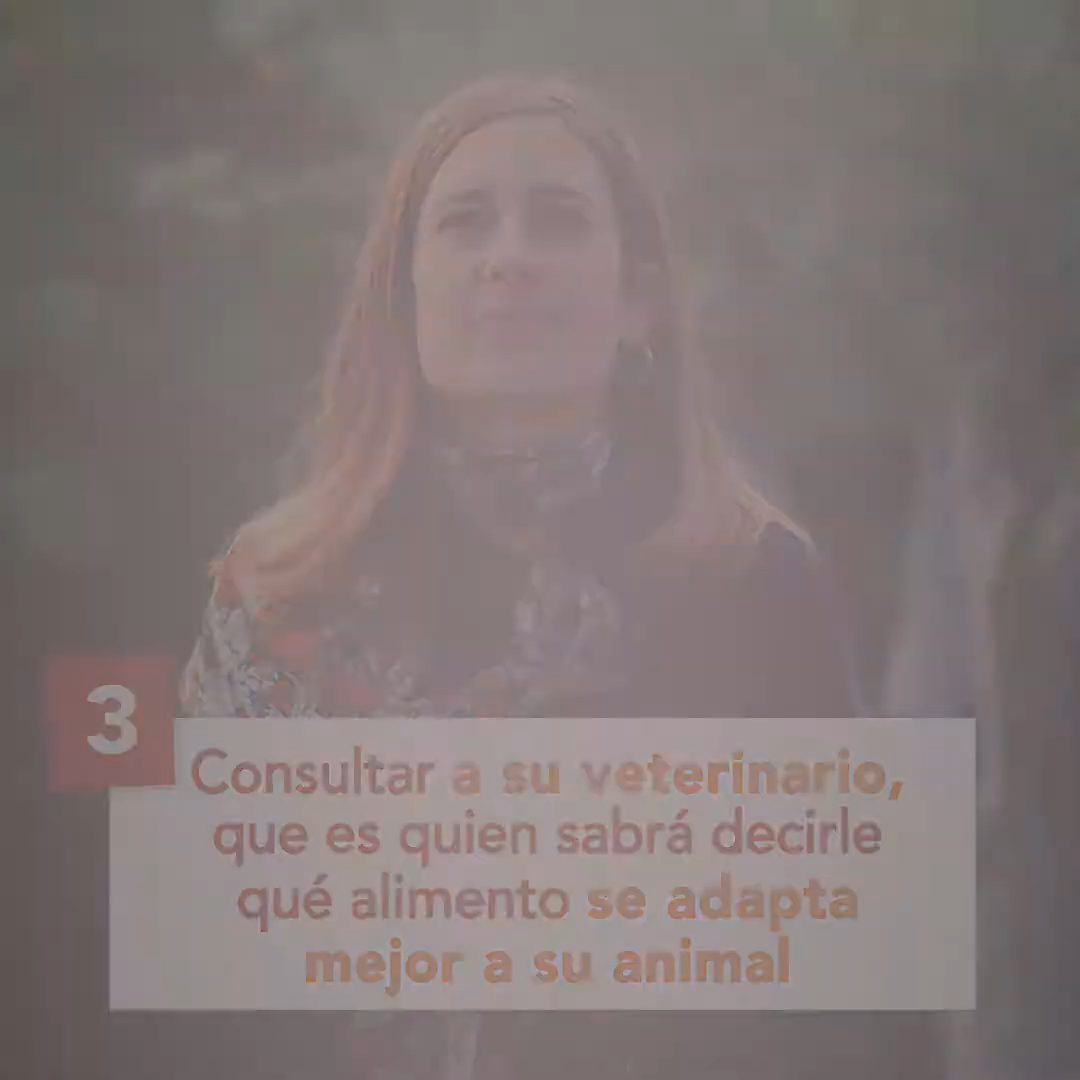 3
Consultar a su veterinario,
que es quien sabrá decirle
qué alimento se adapta
mejor a su animal